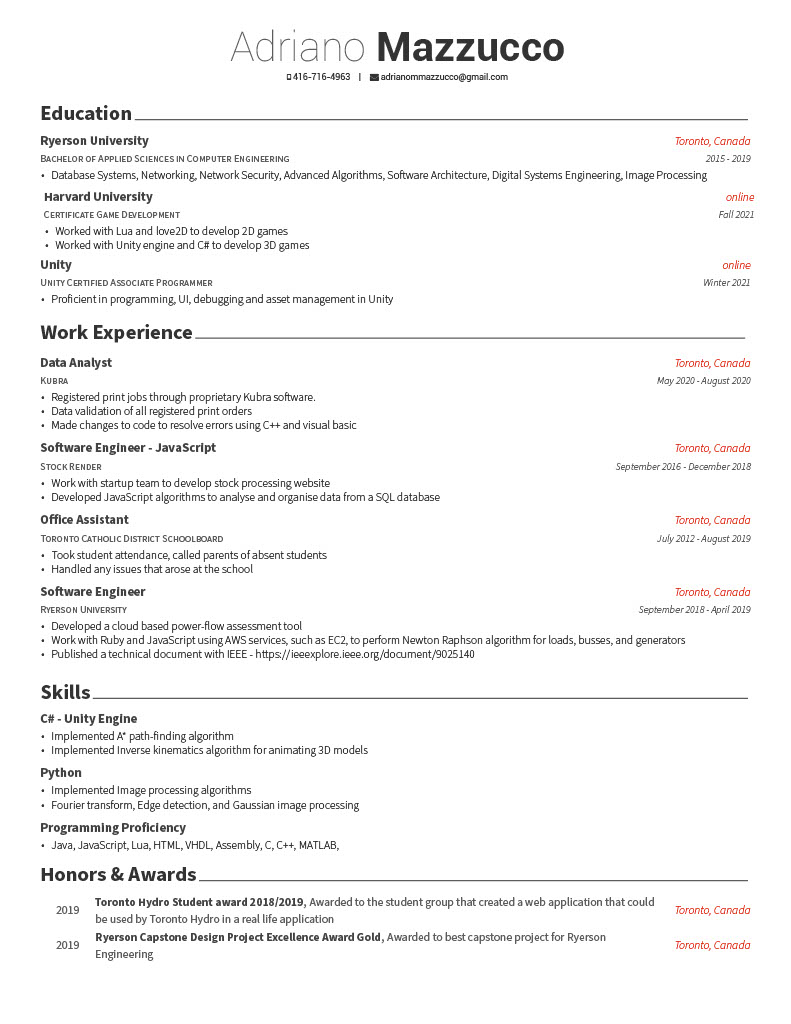 Adriano Mazzucco
416-716-4963 | adrianommazzucco@gmail.com
Education
Ryerson University Toronto, Canada
Bachelor of Applied Sciences in Computer Engineering 2015 - 2019
• Database Systems, Networking, Network Security, Advanced Algorithms, Software Architecture, Digital Systems Engineering, Image Processing
Harvard University online
Certificate Game Development Fall 2021
• Worked with Lua and love2D to develop 2D games
• Worked with Unity engine and C# to develop 3D games
Unity online
Unity Certified Associate Programmer Winter 2021
• Proficient in programming, UI, debugging and asset management in Unity
Work Experience
Data Analyst Toronto, Canada
Kubra May 2020 - August 2020
• Registered print jobs through proprietary Kubra software.
• Data validation of all registered print orders
• Made changes to code to resolve errors using C++ and visual basic
Software Engineer - JavaScript Toronto, Canada
Stock Render September 2016 - December 2018
• Work with startup team to develop stock processing website
• Developed JavaScript algorithms to analyse and organise data from a SQL database
Office Assistant Toronto, Canada
Toronto Catholic District Schoolboard July 2012 - August 2019
• Took student attendance, called parents of absent students
• Handled any issues that arose at the school
Software Engineer Toronto, Canada
Ryerson University September 2018 - April 2019
• Developed a cloud based power-flow assessment tool
• Work with Ruby and JavaScript using AWS services, such as EC2, to perform Newton Raphson algorithm for loads, busses, and generators
• Published a technical document with IEEE - https://ieeexplore.ieee.org/document/9025140
Skills
C# - Unity Engine
• Implemented A* path-finding algorithm
• Implemented Inverse kinematics algorithm for animating 3D models
Python
• Implemented Image processing algorithms
• Fourier transform, Edge detection, and Gaussian image processing
Programming Proficiency
• Java, JavaScript, Lua, HTML, VHDL, Assembly, C, C++, MATLAB,
Honors & Awards
2019 Toronto Hydro Student award 2018/2019, Awarded to the student group that created a web application that could Toronto, Canada
be used by Toronto Hydro in a real life application
2019 Ryerson Capstone Design Project Excellence Award Gold, Awarded to best capstone project for Ryerson Toronto, Canada
Engineering